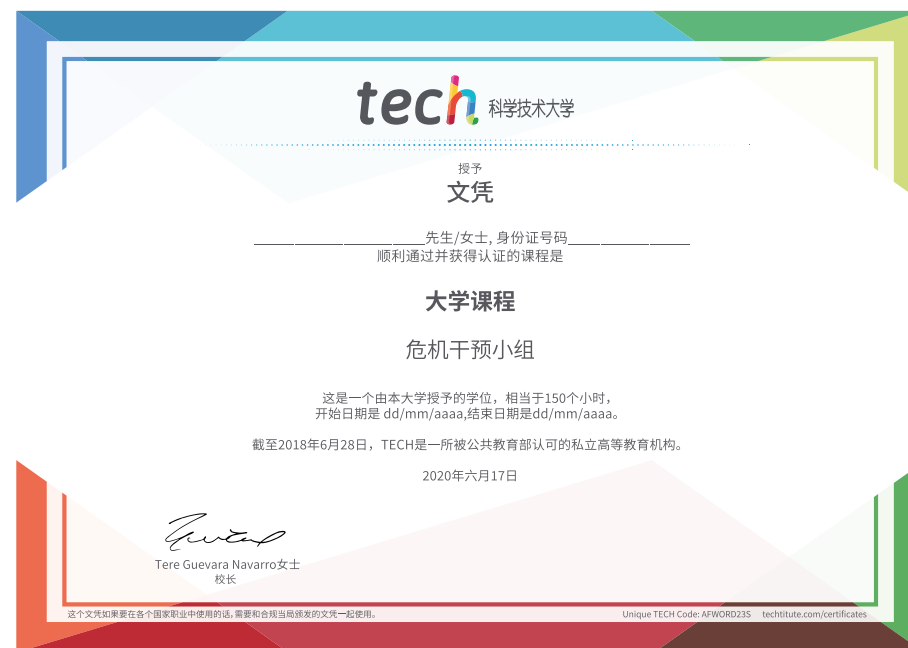 tech 科学技术大学
授予
文凭
____________________先生/女士, 身份证号码______________
顺利通过并获得认证的课程是
大学课程
危机干预小组
这是一个由本大学授予的学位，相当于150个小时，
开始日期是 dd/mm/aaaa,结束日期是dd/mm/aaaa。
截至2018年6月28日，TECH是一所被公共教育部认可的私立高等教育机构。
2020年六月17日
Tere Guevara Navarro女士
校长
这个文凭如果要在各个国家职业中使用的话,需要和合规当局颁发的文凭一起使用。
Unique TECH Code: AFWORD23S techtitute.com/certificates